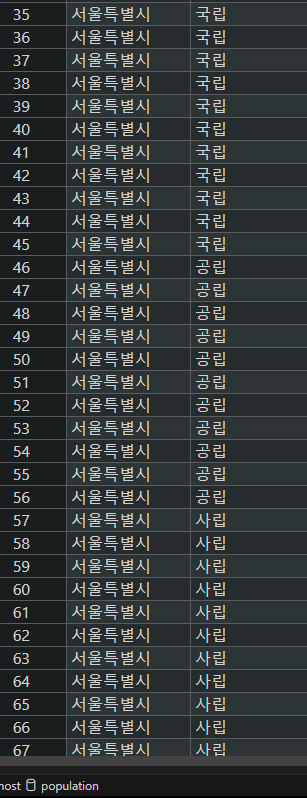 35 서울특별시 국립
36 서울특별시 국립
37 서울특별시 국립
38 서울특별시 국립
39 서울특별시 국립
40 서울특별시 국립
41 서울특별시 국립
42 서울특별시 국립
43 서울특별시 국립
44 서울특별시 국립
45 서울특별시 국립
46 서울특별시 공립
47 서울특별시 공립
48 서울특별시 공립
49 서울특별시 공립
50 서울특별시 공립
51 서울특별시 공립
52 서울특별시 공립
53 서울특별시 공립
54 서울특별시 공립
55 서울특별시 공립
56 서울특별시 공립
57 서울특별시 사립
58 서울특별시 사립
59 서울특별시 사립
60 서울특별시 사립
61 서울특별시 사립
62 서울특별시 사립
63 서울특별시 사립
64 서울특별시 사립
65 서울특별시 사립
66 서울특별시 사립
67 서울특별시 사립
nost population